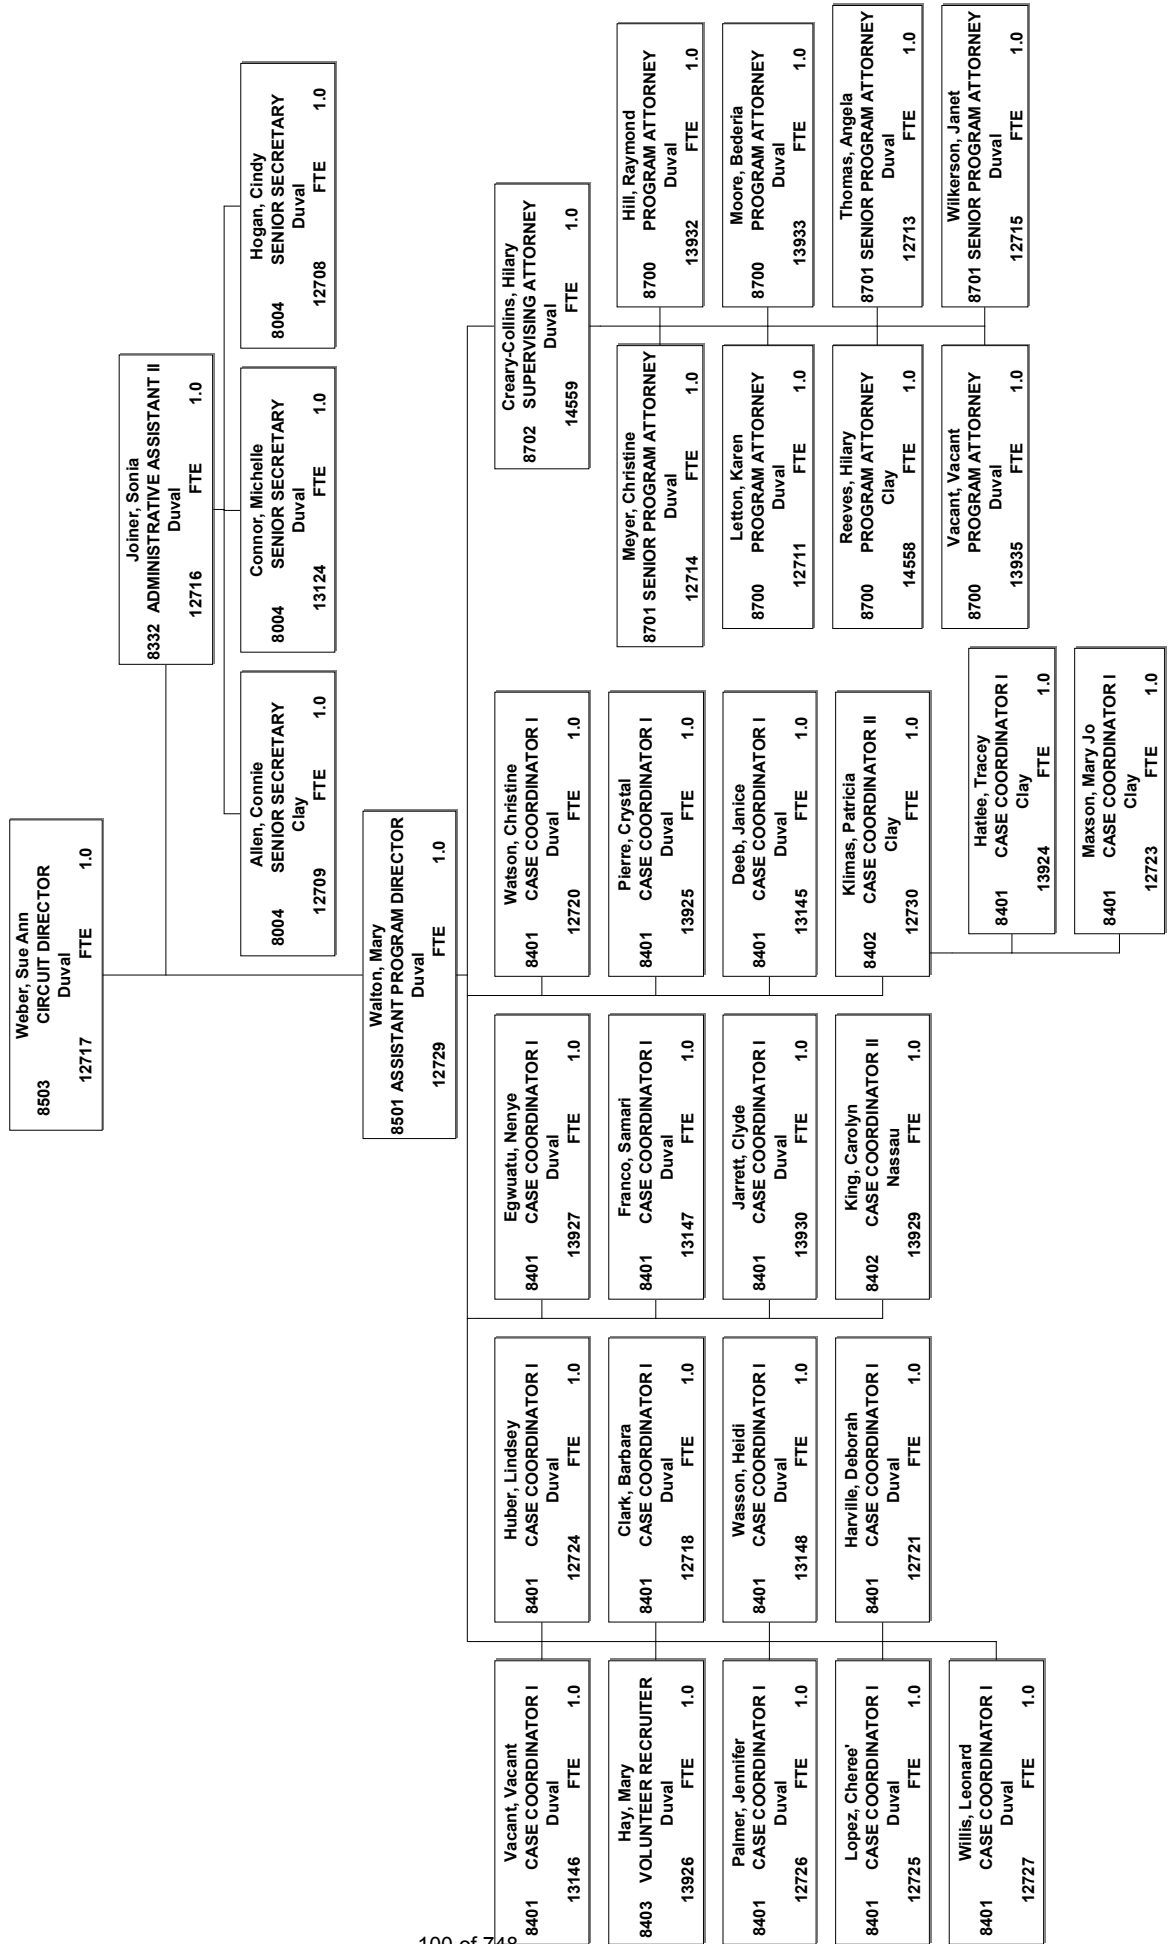 Weber, Sue Ann
8503 CIRCUIT DIRECTOR
Duval
12717 FTE 1.0
Joiner, Sonia
8332 ADMINISTRATIVE ASSISTANT II
Duval
12716 FTE 1.0
Allen, Connie
8004 SENIOR SECRETARY
Clay
12709 FTE 1.0
Connor, Michelle
8004 SENIOR SECRETARY
Duval
13124 FTE 1.0
Hogan, Cindy
8004 SENIOR SECRETARY
Duval
12708 FTE 1.0
Walton, Mary
8501 ASSISTANT PROGRAM DIRECTOR
Duval
12729 FTE 1.0
Vacant, Vacant
8401 CASE COORDINATOR I
Duval
13146 FTE 1.0
Huber, Lindsey
8401 CASE COORDINATOR I
Duval
12724 FTE 1.0
Egwuatu, Nenye
8401 CASE COORDINATOR I
Duval
13927 FTE 1.0
Watson, Christine
8401 CASE COORDINATOR I
Duval
12720 FTE 1.0
Creary-Collins, Hilary
8702 SUPERVISING ATTORNEY
Duval
14559 FTE 1.0
Hay, Mary
8403 VOLUNTEER RECRUITER
Duval
13926 FTE 1.0
Clark, Barbara
8401 CASE COORDINATOR I
Duval
12718 FTE 1.0
Franco, Samari
8401 CASE COORDINATOR I
Duval
13147 FTE 1.0
Pierre, Crystal
8401 CASE COORDINATOR I
Duval
13925 FTE 1.0
Meyer, Christine
8701 SENIOR PROGRAM ATTORNEY
Duval
12714 FTE 1.0
Hill, Raymond
8700 PROGRAM ATTORNEY
Duval
13932 FTE 1.0
Palmer, Jennifer
8401 CASE COORDINATOR I
Duval
12726 FTE 1.0
Wasson, Heidi
8401 CASE COORDINATOR I
Duval
13148 FTE 1.0
Jarrett, Clyde
8401 CASE COORDINATOR I
Duval
13930 FTE 1.0
Deeb, Janice
8401 CASE COORDINATOR I
Duval
13145 FTE 1.0
Letton, Karen
8700 PROGRAM ATTORNEY
Duval
12711 FTE 1.0
Moore, Bederia
8700 PROGRAM ATTORNEY
Duval
13933 FTE 1.0
Lopez, Cheree'
8401 CASE COORDINATOR I
Duval
12725 FTE 1.0
Harville, Deborah
8401 CASE COORDINATOR I
Duval
12721 FTE 1.0
King, Carolyn
8402 CASE COORDINATOR II
Nassau
13929 FTE 1.0
Klimas, Patricia
8402 CASE COORDINATOR II
Clay
12730 FTE 1.0
Reeves, Hilary
8700 PROGRAM ATTORNEY
Clay
14558 FTE 1.0
Thomas, Angela
8701 SENIOR PROGRAM ATTORNEY
Duval
12713 FTE 1.0
Willis, Leonard
8401 CASE COORDINATOR I
Duval
12727 FTE 1.0
Hatlee, Tracey
8401 CASE COORDINATOR I
Clay
13924 FTE 1.0
Vacant, Vacant
8700 PROGRAM ATTORNEY
Duval
13935 FTE 1.0
Wilkerson, Janet
8701 SENIOR PROGRAM ATTORNEY
Duval
12715 FTE 1.0
Maxson, Mary Jo
8401 CASE COORDINATOR I
Clay
12723 FTE 1.0
100 of 748